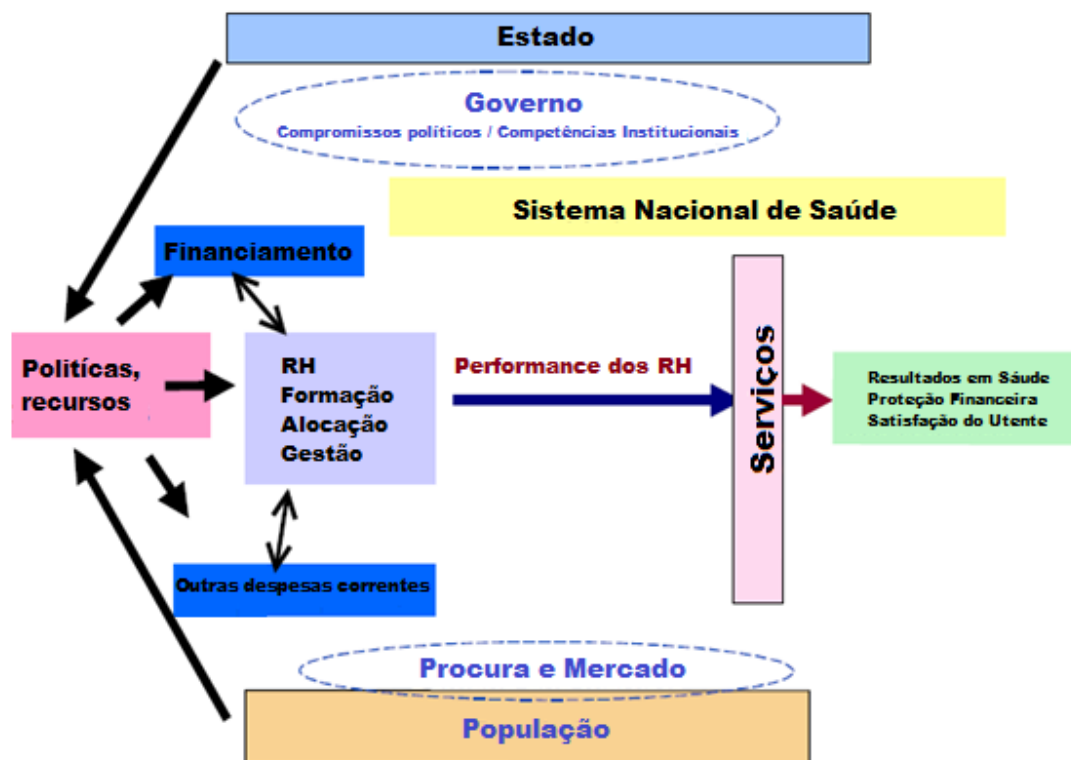 Estado
Governo
Compromissos políticos / Competências Institucionais
Sistema Nacional de Saúde
Financiamento
Politícas,
recursos
RH
Formação
Alocação
Gestão
Performance dos RH
Serviços
Resultados em Sáude
Proteção Financeira
Satisfação do Utente
Outras despesas correntes
Procura e Mercado
População